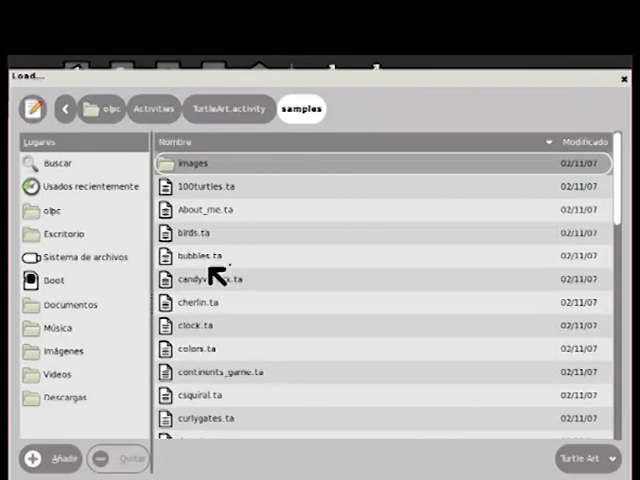 Load...
olpc Activities TurtleArt.activity samples
Lugares Nombre Modificado
Buscar images 02/11/07
Usados recientemente 100turtles.ta 02/11/07
olpc About_me.ta 02/11/07
Escritorio birds.ta 02/11/07
Sistema de archivos bubbles.ta 02/11/07
Boot .ta 02/11/07
Documentos cherlin.ta 02/11/07
Música clock.ta 02/11/07
Imágenes colors.ta 02/11/07
Videos continents_game.ta 02/11/07
Descargas csquiral.ta 02/11/07
curlygates.ta 02/11/07
Añadir Quitar Turtle Art